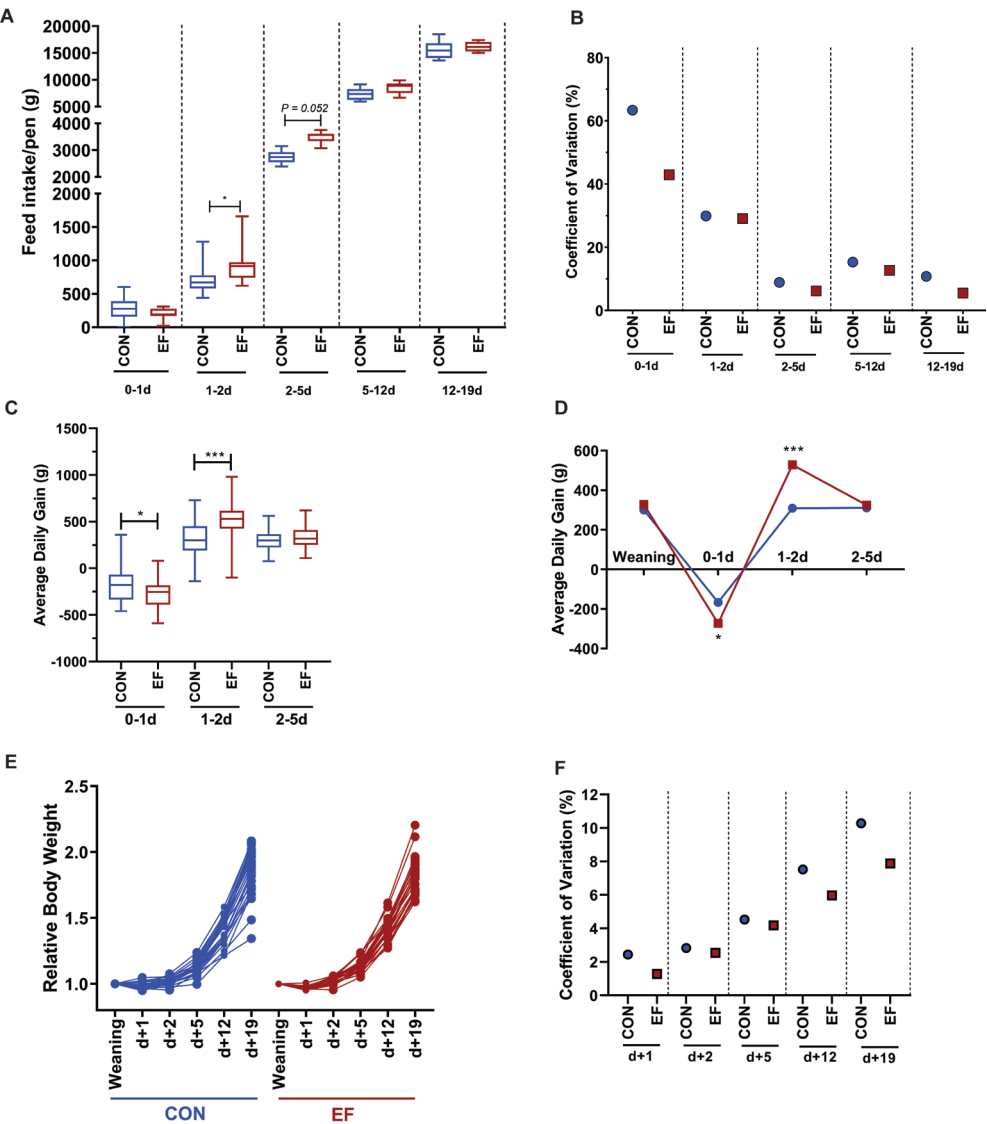 A
Feed intake/pen (g)
20000
15000
10000
5000
4000
3000
2000
2000
1500
1000
500
0
*
P = 0.052
CON
EF
CON
EF
CON
EF
CON
EF
CON
EF
0-1d
1-2d
2-5d
5-12d
12-19d
B
Coefficient of Variation (%)
80
60
40
20
0
CON
EF
CON
EF
CON
EF
CON
EF
CON
EF
0-1d
1-2d
2-5d
5-12d
12-19d
C
Average Daily Gain (g)
1500
1000
500
0
-500
-1000
*
***
CON
EF
CON
EF
CON
EF
0-1d
1-2d
2-5d
D
Average Daily Gain (g)
600
400
200
0
-200
-400
***
Weaning
0-1d
1-2d
2-5d
*
E
Relative Body Weight
2.5
2.0
1.5
1.0
Weaning
d+1
d+2
d+5
d+12
d+19
Weaning
d+1
d+2
d+5
d+12
d+19
CON
EF
F
Coefficient of Variation (%)
12
10
8
6
4
2
0
CON
EF
CON
EF
CON
EF
CON
EF
CON
EF
d+1
d+2
d+5
d+12
d+19